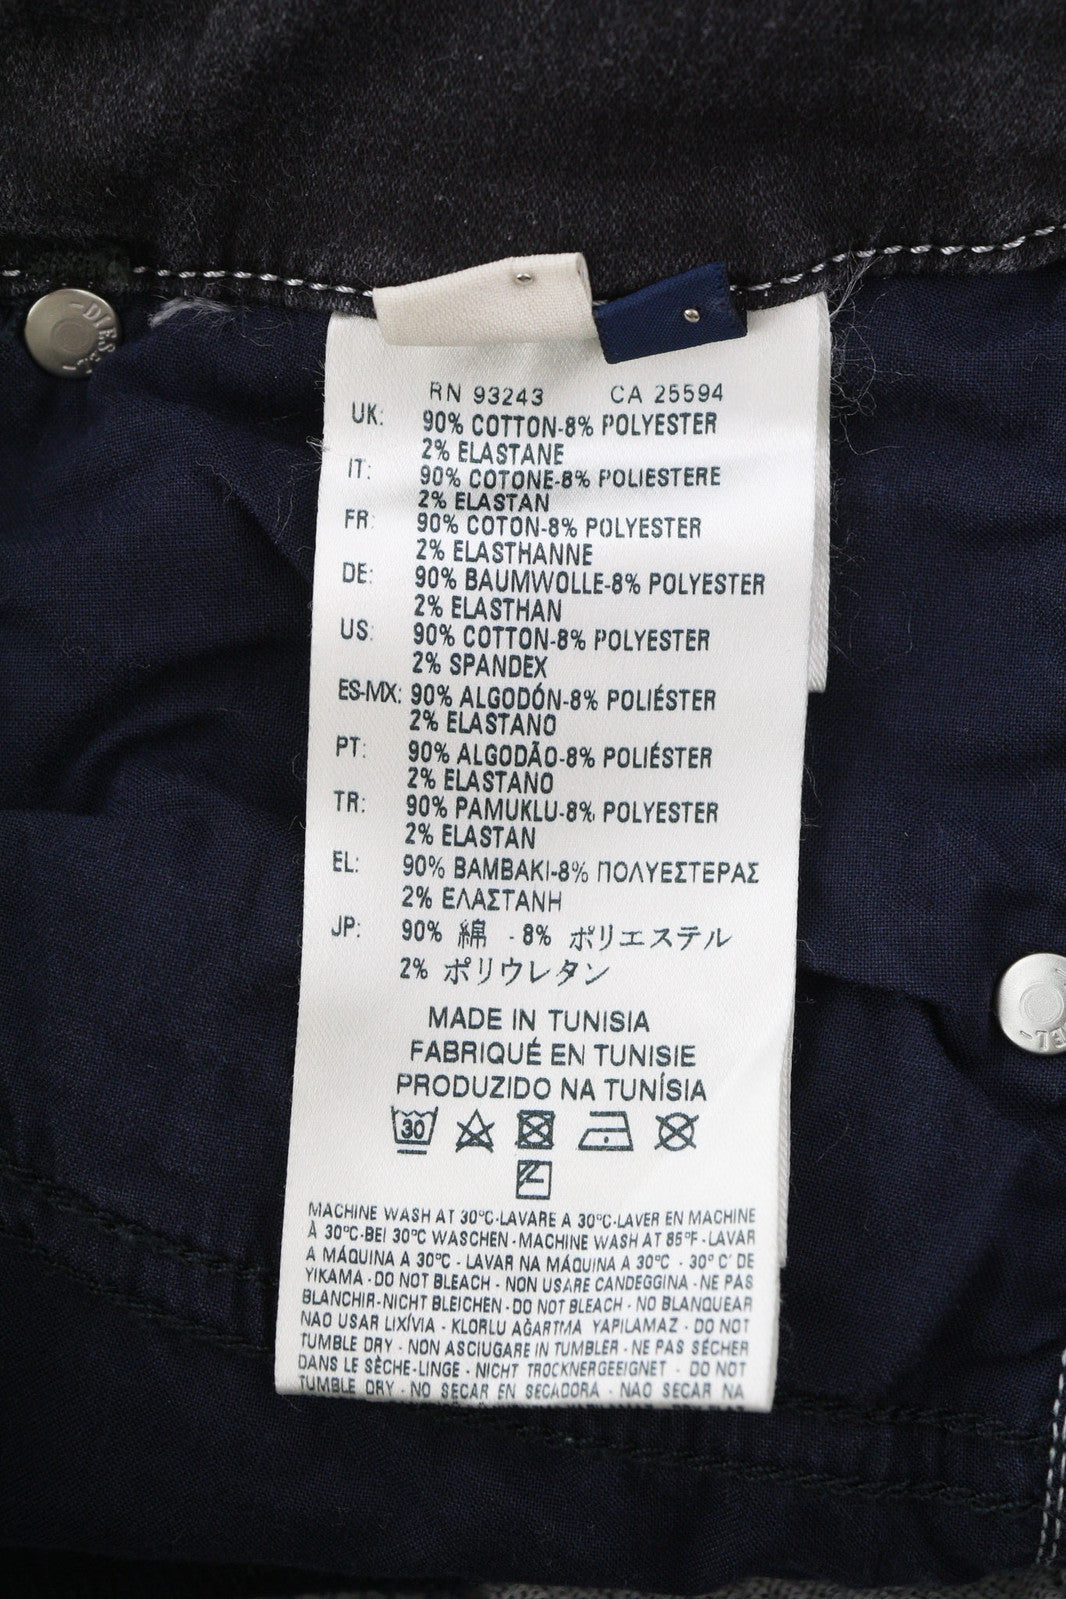 -DIESEL-
RN 93243 CA 25594
UK: 90% COTTON-8% POLYESTER
2% ELASTANE
IT: 90% COTONE-8% POLIESTERE
2% ELASTAN
FR: 90% COTON-8% POLYESTER
2% ELASTHANNE
DE: 90% BAUMWOLLE-8% POLYESTER
2% ELASTHAN
US: 90% COTTON-8% POLYESTER
2% SPANDEX
ES-MX: 90% ALGODÓN-8% POLIÉSTER
2% ELASTANO
PT: 90% ALGODÃO-8% POLIÉSTER
2% ELASTANO
TR: 90% PAMUKLU-8% POLYESTER
2% ELASTAN
EL: 90% ΒΑΜΒΑΚΙ-8% ΠΟΛΥΕΣΤΕΡΑΣ
2% ΕΛΑΣΤΑΝΗ
JP: 90% 綿 - 8% ポリエステル
2% ポリウレタン
MADE IN TUNISIA
FABRIQUÉ EN TUNISIE
PRODUZIDO NA TUNÍSIA
30
MACHINE WASH AT 30°C-LAVARE A 30°C-LAVER EN MACHINE
À 30°C-BEI 30°C WASCHEN - MACHINE WASH AT 85°F - LAVAR
A MÁQUINA A 30°C - LAVAR NA MÁQUINA A 30°C - 30°C' DE
YIKAMA - DO NOT BLEACH - NON USARE CANDEGGINA - NE PAS
BLANCHIR-NICHT BLEICHEN - DO NOT BLEACH - NO BLANQUEAR
NAO USAR LIXÍVIA - KLORLU AĞARTMA YAPILAMAZ - DO NOT
TUMBLE DRY - NON ASCIUGARE IN TUMBLER - NE PAS SÉCHER
DANS LE SÈCHE-LINGE - NICHT TROCKNERGEEIGNET - DO NOT
TUMBLE DRY - NO SECAR EN SECADORA - NAO SECAR NA
EL-